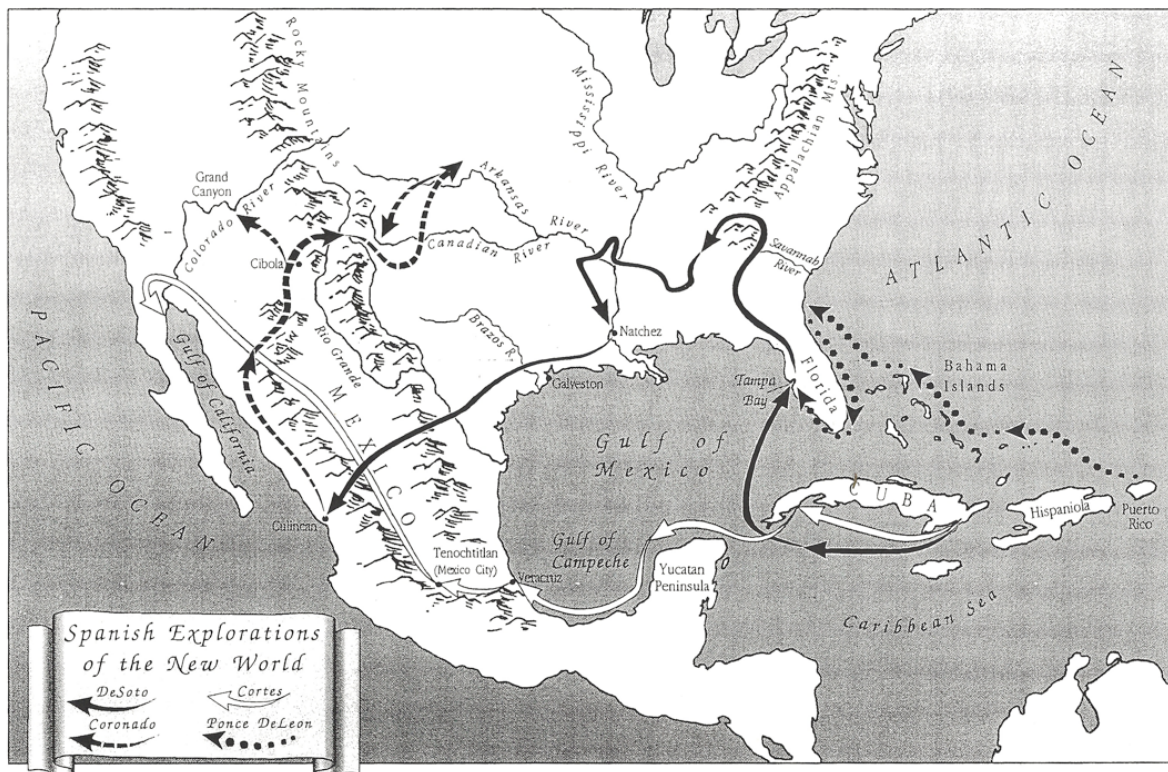 Rocky Mountains
Mississippi River
Appalachian Mts.
ATLANTIC OCEAN
Grand
Canyon
Colorado River
Arkansas
River
Canadian
River
Cibola
Savannah
River
PACIFIC OCEAN
Gulf of California
Rio Grande
Brazos R.
Natchez
Galveston
MEXICO
Tampa
Bay
Florida
Bahama
Islands
Gulf of
Mexico
CUBA
Hispaniola
Puerto
Rico
Culincan
Tenochtitlan
(Mexico City)
Veracruz
Gulf of
Campeche
Yucatan
Peninsula
Caribbean Sea
Spanish Explorations
of the New World
DeSoto
Cortes
Coronado
Ponce DeLeon